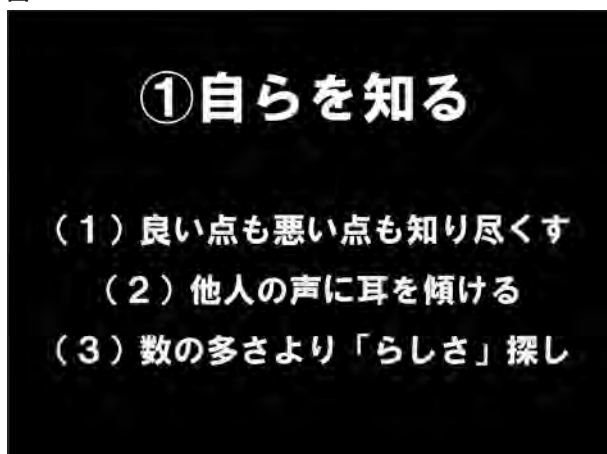 ①自らを知る
（１）良い点も悪い点も知り尽くす
（２）他人の声に耳を傾ける
（３）数の多さより「らしさ」探し